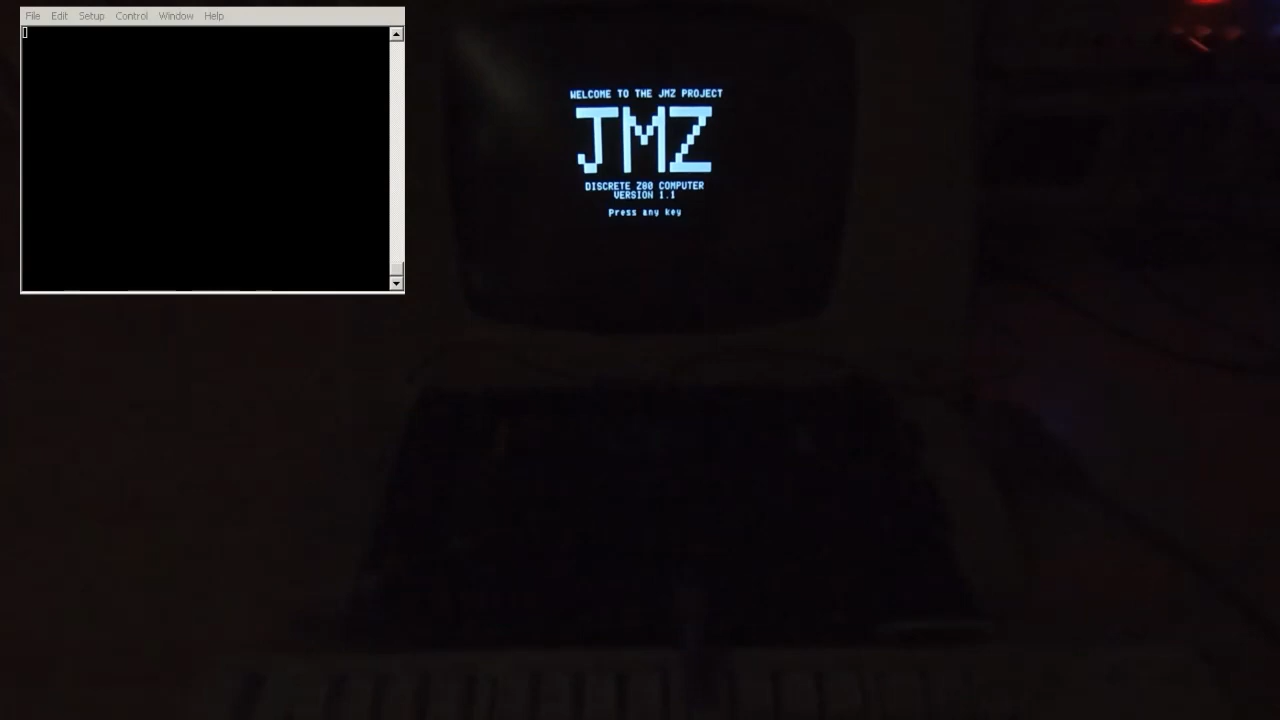 File Edit Setup Control Window Help
WELCOME TO THE JMZ PROJECT
JMZ
DISCRETE Z80 COMPUTER
VERSION 1.1
Press any key